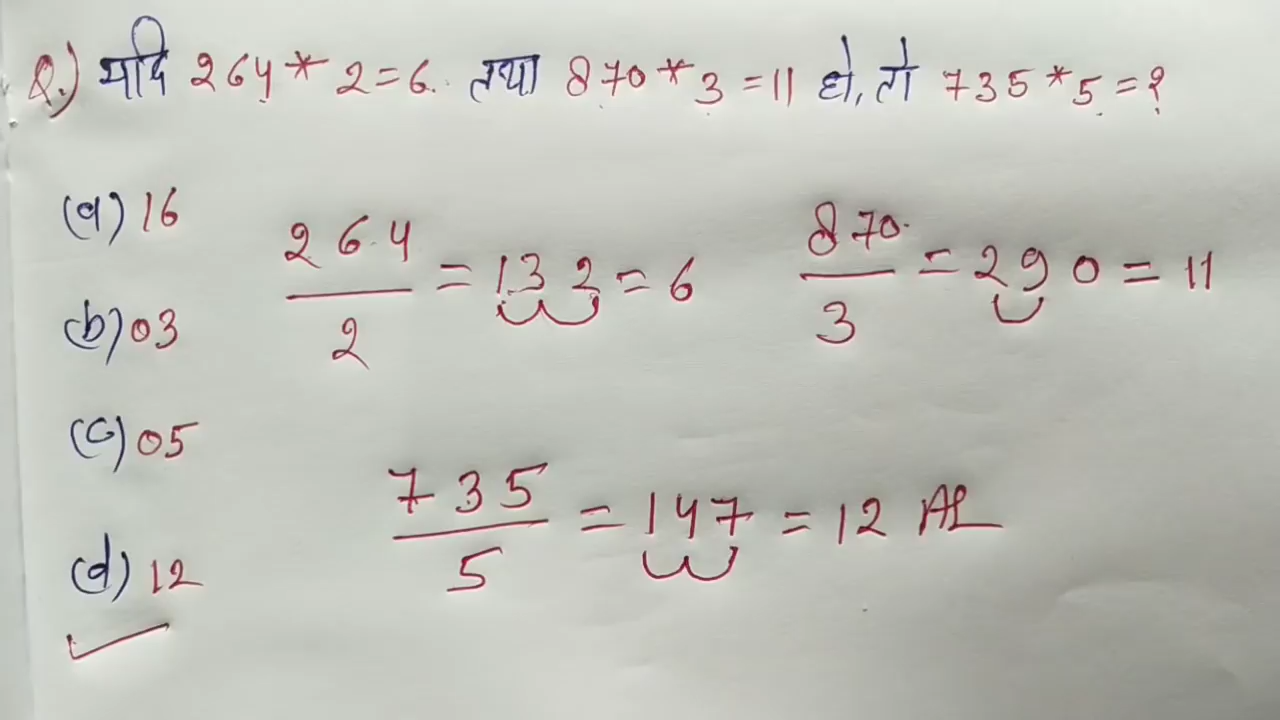 Q.) यदि 264 * 2 = 6. तथा 870 * 3 = 11 हो, तो 735 * 5 = ?
(a) 16
264/2 = 132 = 6
870/3 = 290 = 11
(b) 03
(c) 05
735/5 = 147 = 12
(d) 12